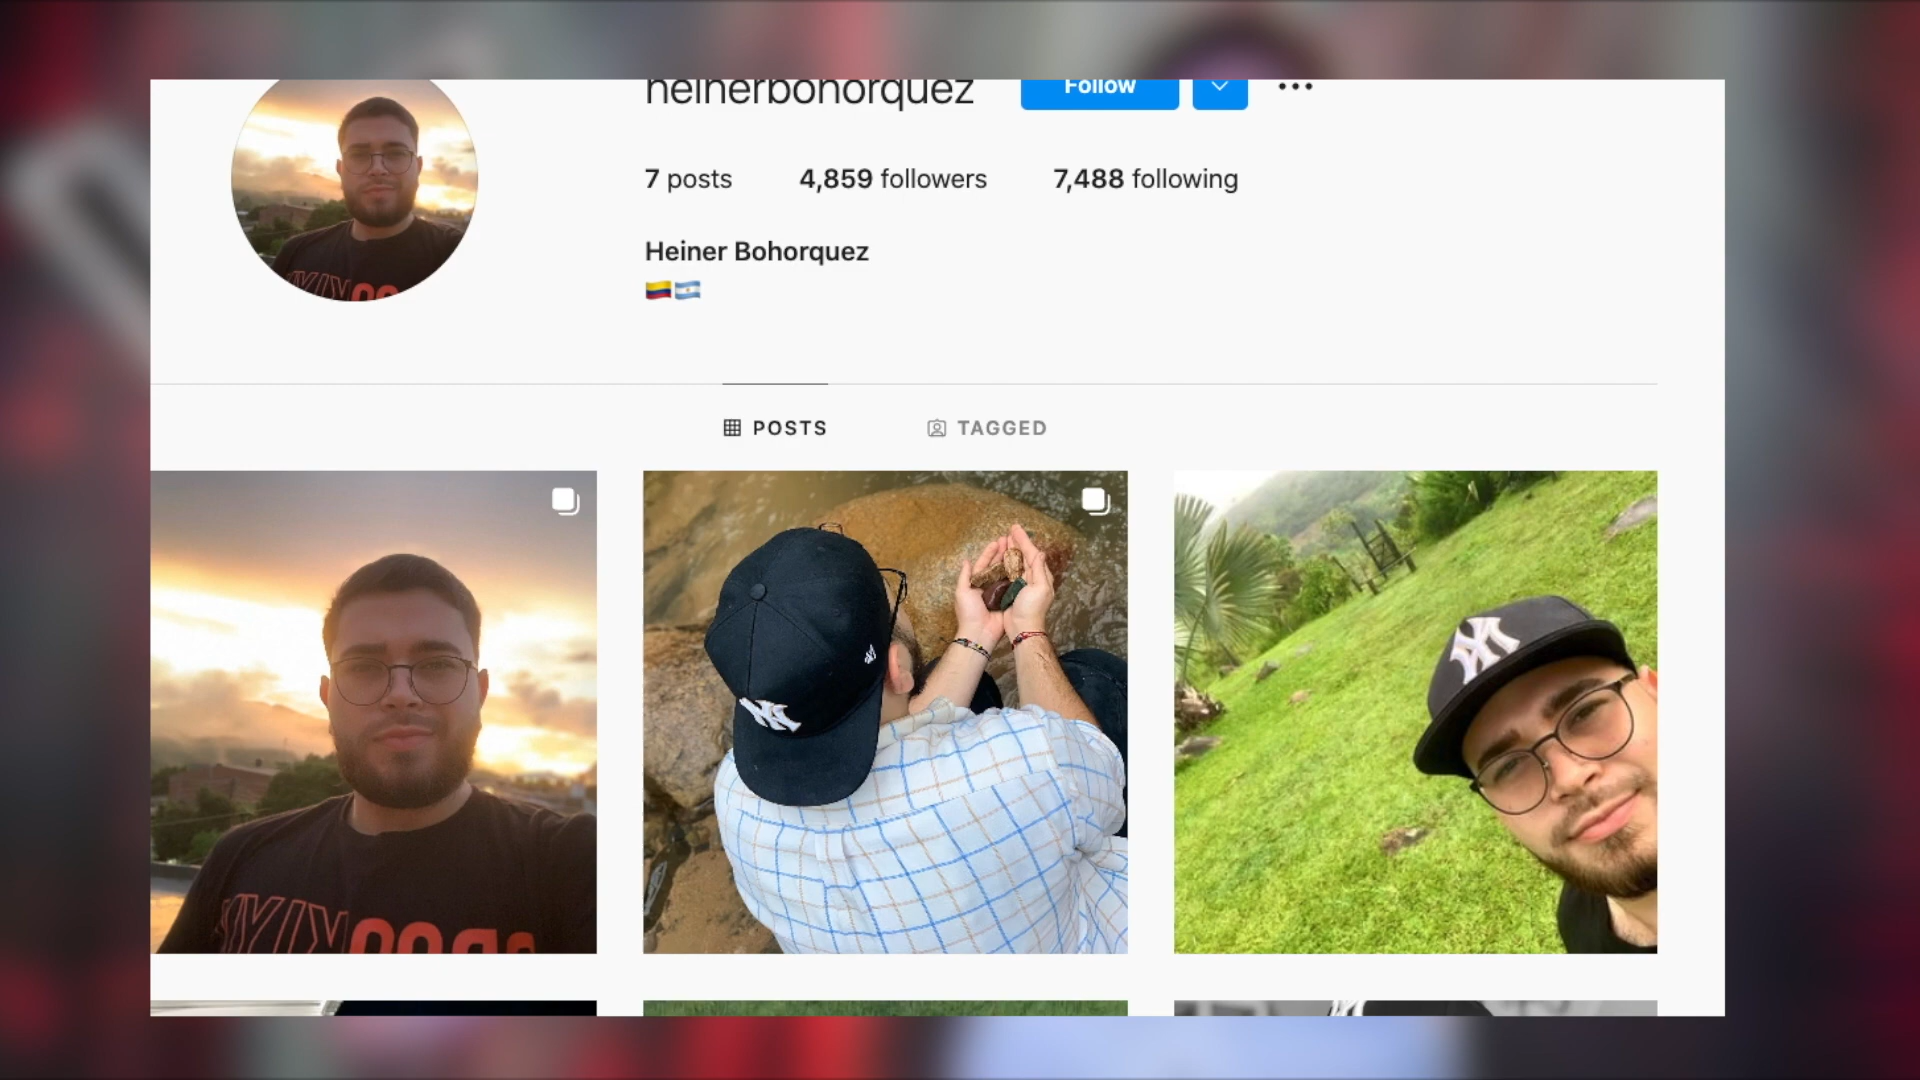 heinerbohorquez Follow
7 posts 4,859 followers 7,488 following
Heiner Bohorquez
POSTS TAGGED